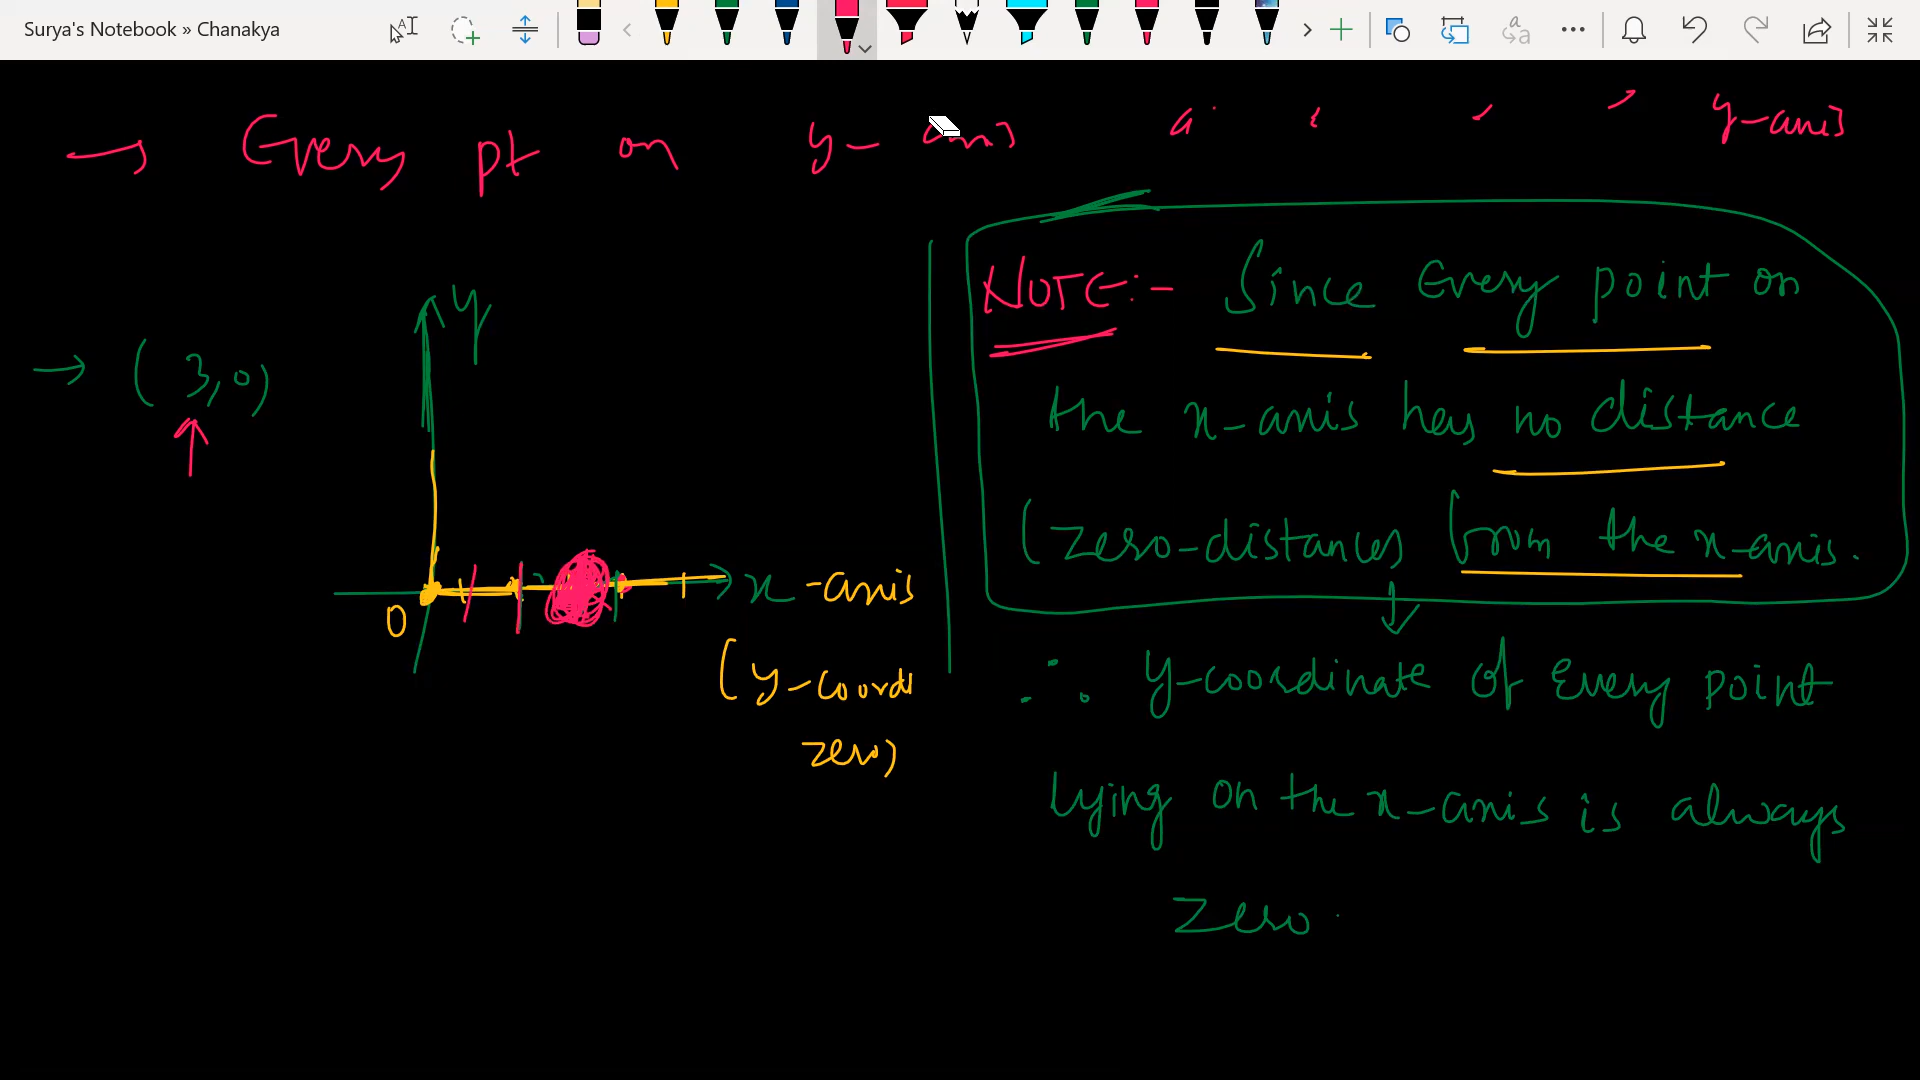 Surya's Notebook » Chanakya
→ Every pt on y-axis y-axis
Y
→ (3,0)
0
x-axis
(y-coordi
zero)
NOTE:- Since Every point on
the x-axis has no distance
(zero-distances from the x-axis.
∴ Y-coordinate of Every point
lying on the x-axis is always
zero.